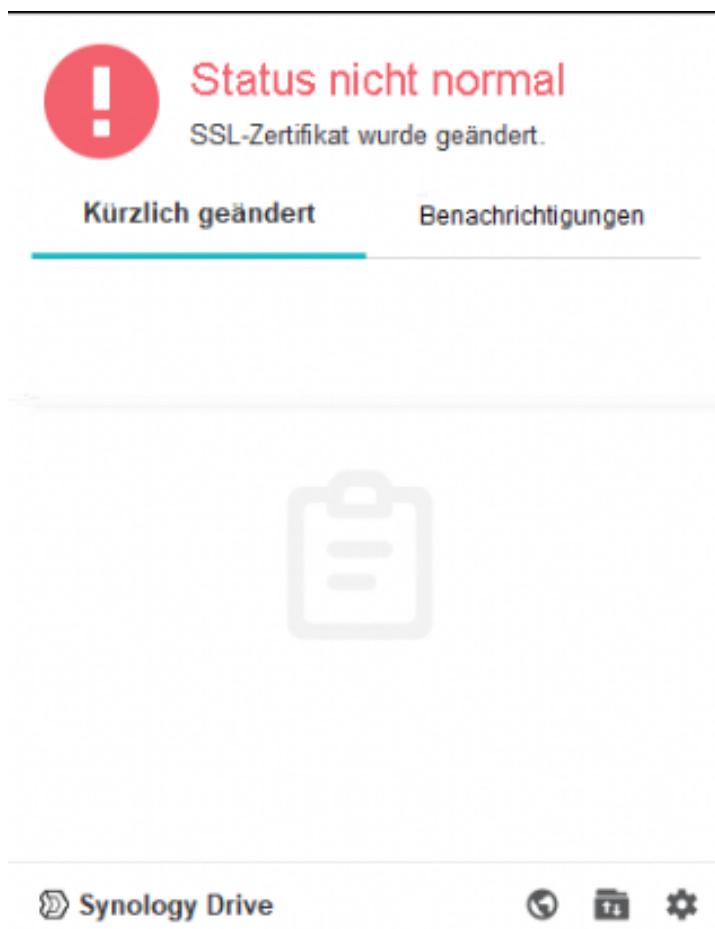 Status nicht normal
SSL-Zertifikat wurde geändert.
Kürzlich geändert Benachrichtigungen
Synology Drive